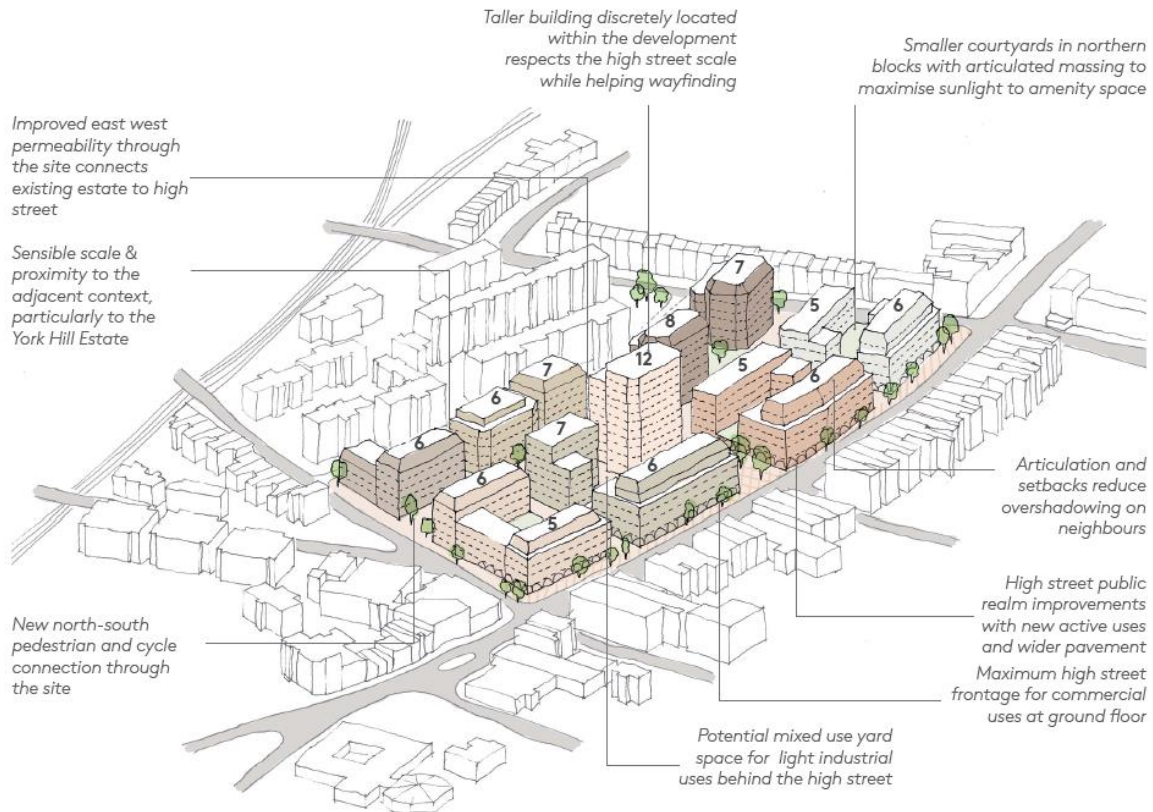 Taller building discretely located
within the development
respects the high street scale
while helping wayfinding
Smaller courtyards in northern
blocks with articulated massing to
maximise sunlight to amenity space
Improved east west
permeability through
the site connects
existing estate to high
street
Sensible scale &
proximity to the
adjacent context,
particularly to the
York Hill Estate
7
5
6
8
12
5
6
7
6
7
6
6
6
5
Articulation and
setbacks reduce
overshadowing on
neighbours
High street public
realm improvements
with new active uses
and wider pavement
New north-south
pedestrian and cycle
connection through
the site
Maximum high street
frontage for commercial
uses at ground floor
Potential mixed use yard
space for light industrial
uses behind the high street